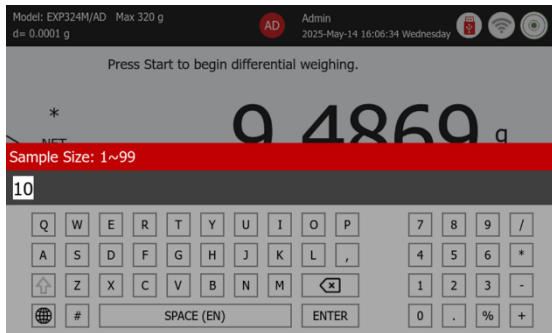 Model: EXP324M/AD Max 320 g
d= 0.0001 g
AD
Admin
2025-May-14 16:06:34 Wednesday
Press Start to begin differential weighing.
*
NET
9.4869 g
Sample Size: 1~99
10
Q W E R T Y U I O P 7 8 9 /
A S D F G H J K L , 4 5 6 *
Z X C V B N M 1 2 3 -
# SPACE (EN) ENTER 0 . % +